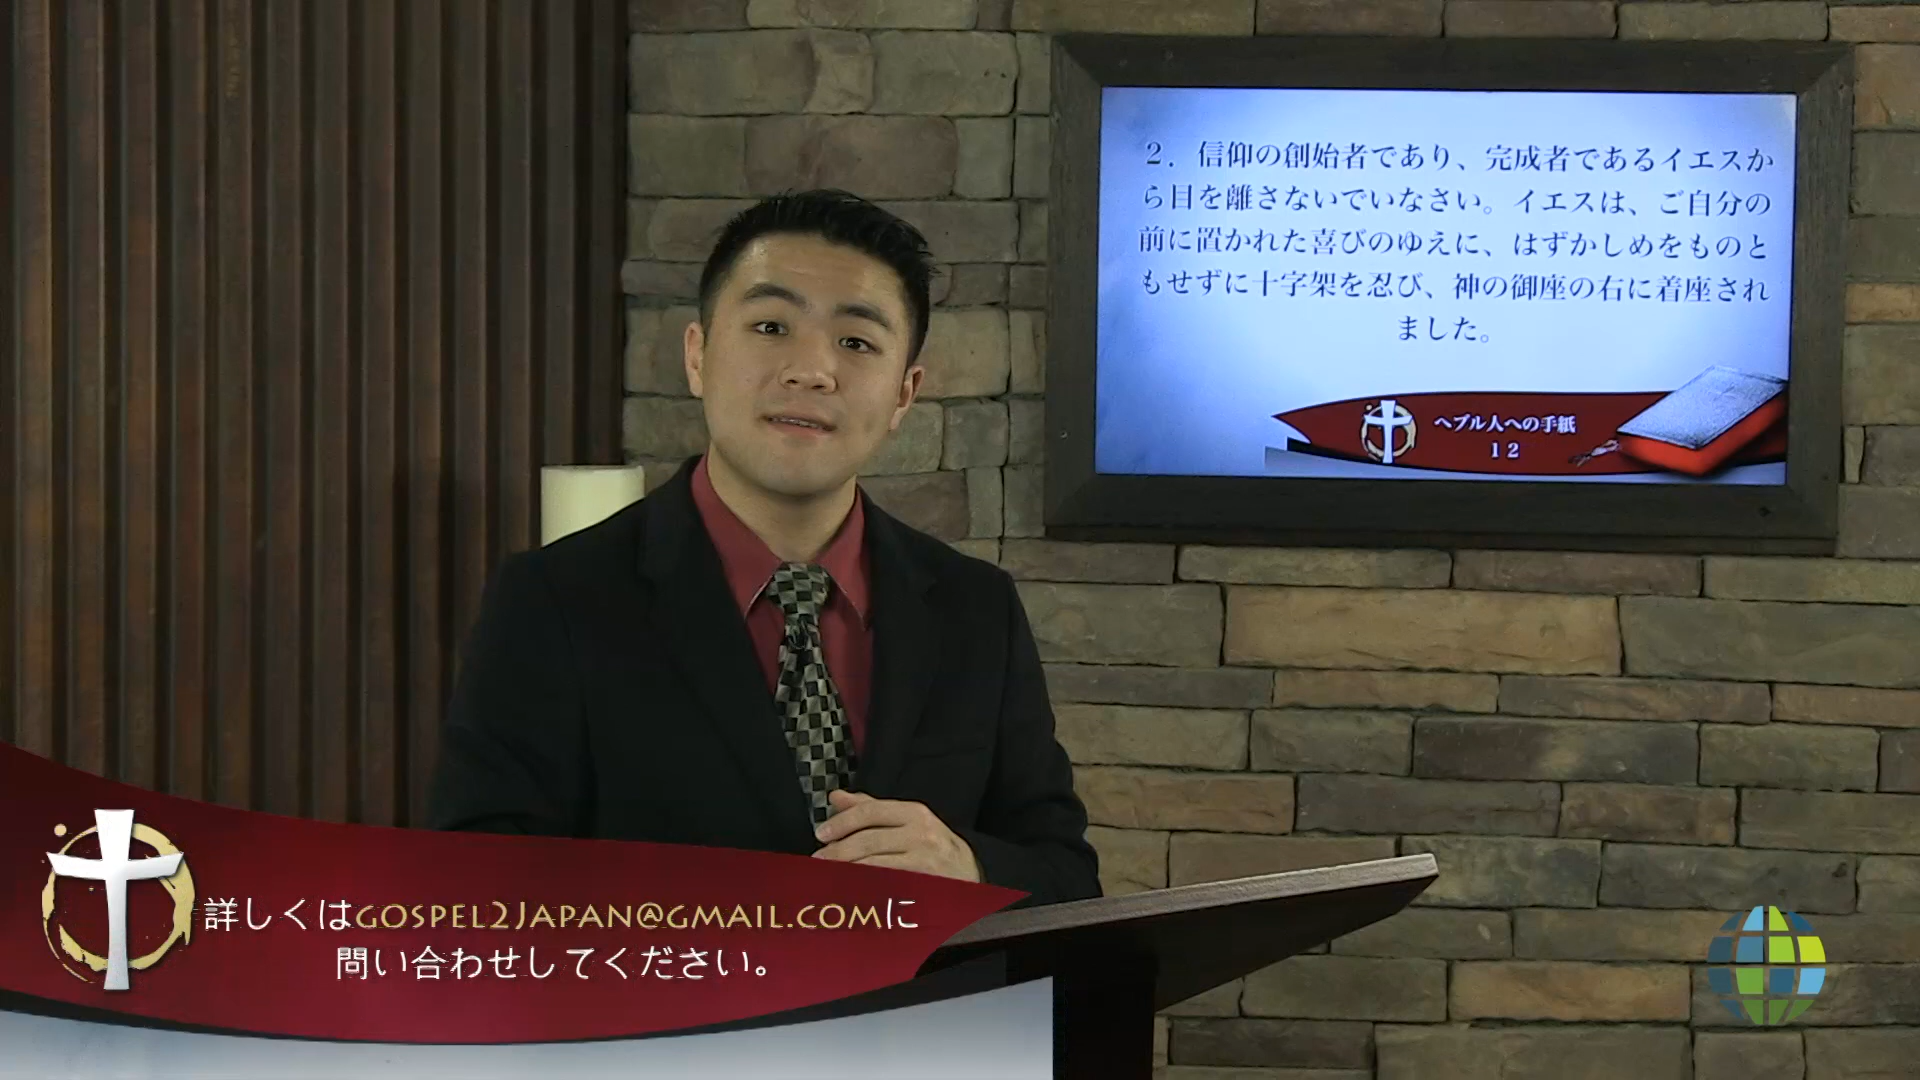 2．信仰の創始者であり、完成者であるイエスか
ら目を離さないでいなさい。イエスは、ご自分の
前に置かれた喜びのゆえに、はずかしめをものと
もせずに十字架を忍び、神の御座の右に着座され
ました。
ヘブル人への手紙
12
詳しくはGOSPEL2JAPAN@GMAIL.COMに
問い合わせしてください。